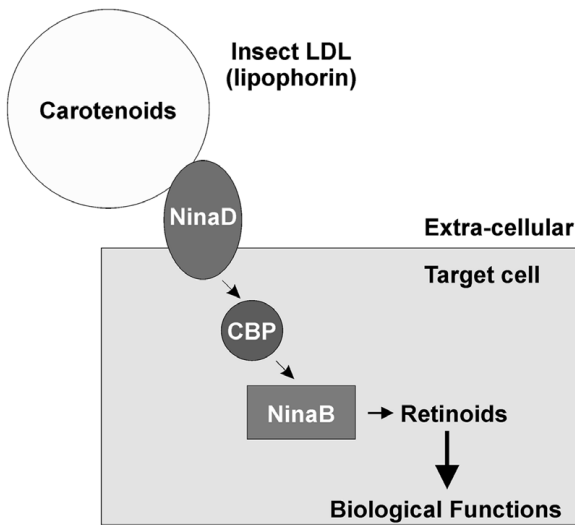 Insect LDL
(lipophorin)
Carotenoids
NinaD
Extra-cellular
Target cell
CBP
NinaB
Retinoids
Biological Functions